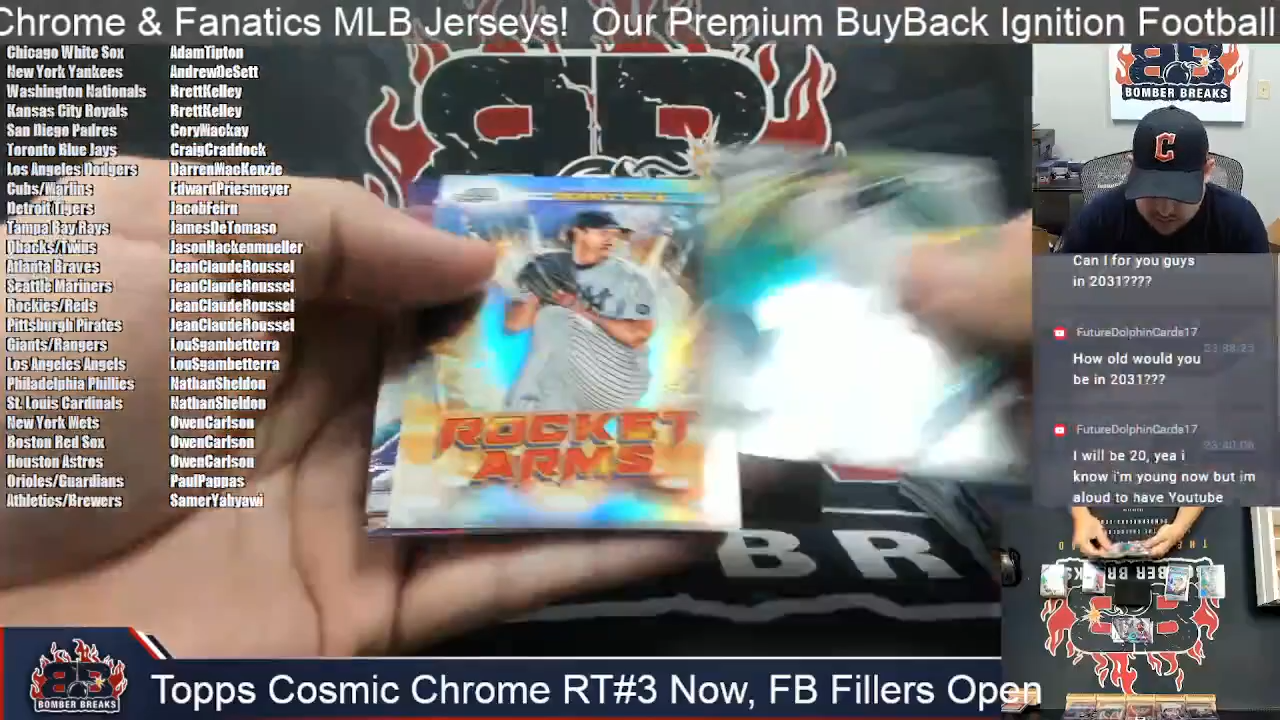 Chrome & Fanatics MLB Jerseys!  Our Premium BuyBack Ignition Football
Chicago White Sox AdamTipton
New York Yankees AndrewDeSett
Washington Nationals BrettKelley
Kansas City Royals BrettKelley
San Diego Padres CoryMackay
Toronto Blue Jays CraigCraddock
Los Angeles Dodgers DarrenMacKenzie
Cubs/Marlins EdwardPriesmeyer
Detroit Tigers JacobFeirn
Tampa Bay Rays JamesDeTomaso
Dbacks/Twins JasonHackenmueller
Atlanta Braves JeanClaudeRoussel
Seattle Mariners JeanClaudeRoussel
Rockies/Reds JeanClaudeRoussel
Pittsburgh Pirates JeanClaudeRoussel
Giants/Rangers LouSgambetterra
Los Angeles Angels LouSgambetterra
Philadelphia Phillies NathanSheldon
St. Louis Cardinals NathanSheldon
New York Mets OwenCarlson
Boston Red Sox OwenCarlson
Houston Astros OwenCarlson
Orioles/Guardians PaulPappas
Athletics/Brewers SamerYahyawi
ROCKET
ARMS
BR
BOMBER BREAKS
C
Can I for you guys
in 2031????
FutureDolphinCards17
How old would you
be in 2031???
FutureDolphinCards17
I will be 20, yea i
know i'm young now but im
aloud to have Youtube
BOMBER BREAKS
Topps Cosmic Chrome RT#3 Now, FB Fillers Open